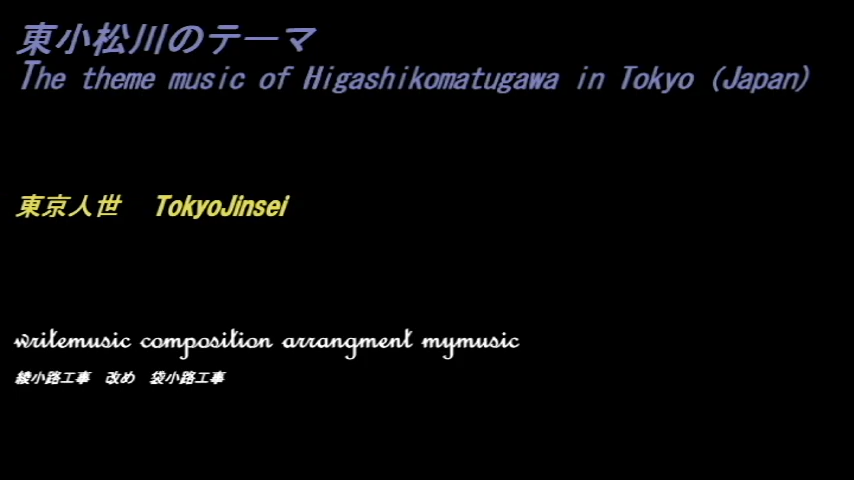 東小松川のテーマ
The theme music of Higashikomatugawa in Tokyo (Japan)
東京人世 TokyoJinsei
writemusic composition arrangment mymusic
綾小路工事 改め 袋小路工事